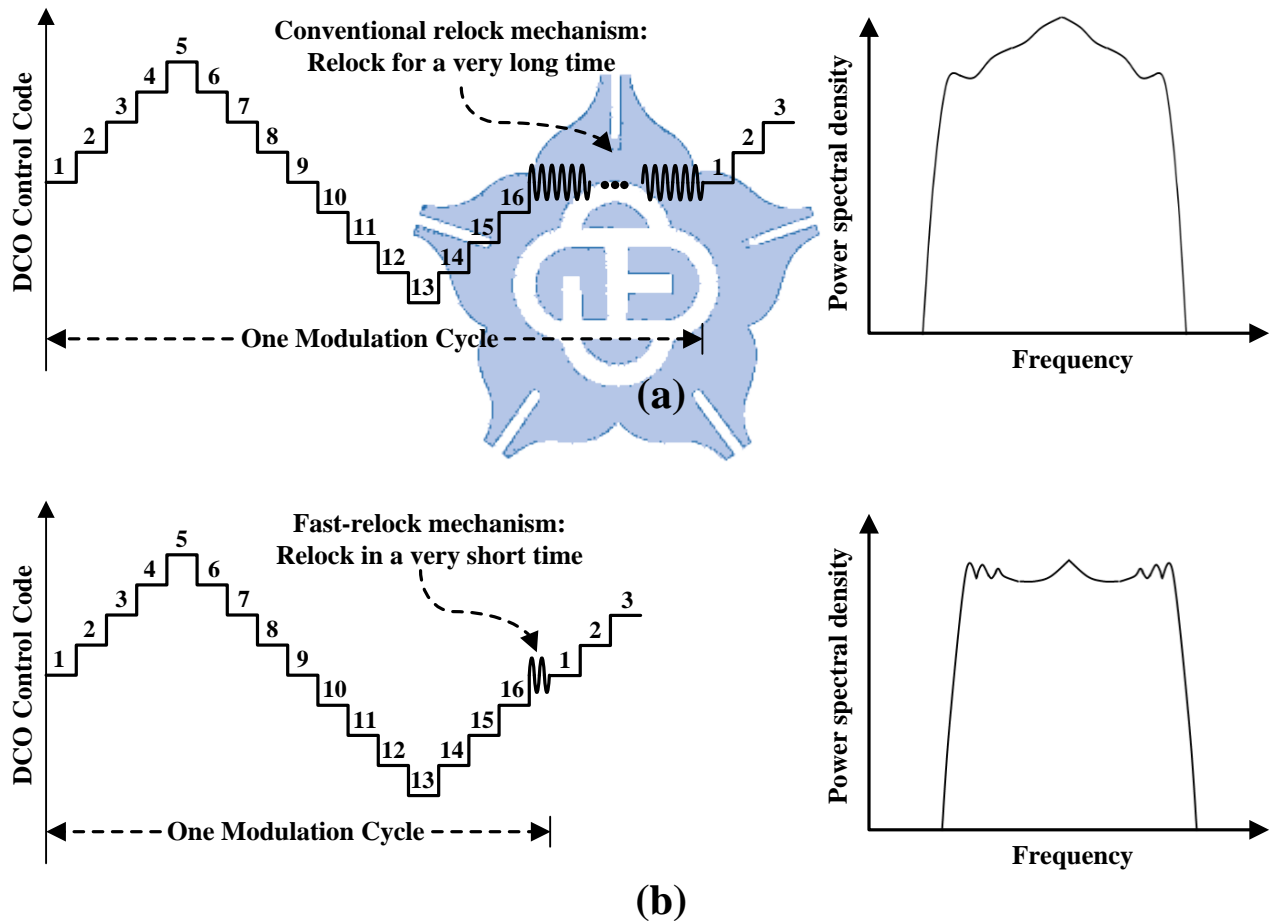 Conventional relock mechanism:
Relock for a very long time
DCO Control Code
1
2
3
4
5
6
7
8
9
10
11
12
13
14
15
16
1
2
3
One Modulation Cycle
Power spectral density
Frequency
(a)
Fast-relock mechanism:
Relock in a very short time
DCO Control Code
1
2
3
4
5
6
7
8
9
10
11
12
13
14
15
16
1
2
3
One Modulation Cycle
Power spectral density
Frequency
(b)